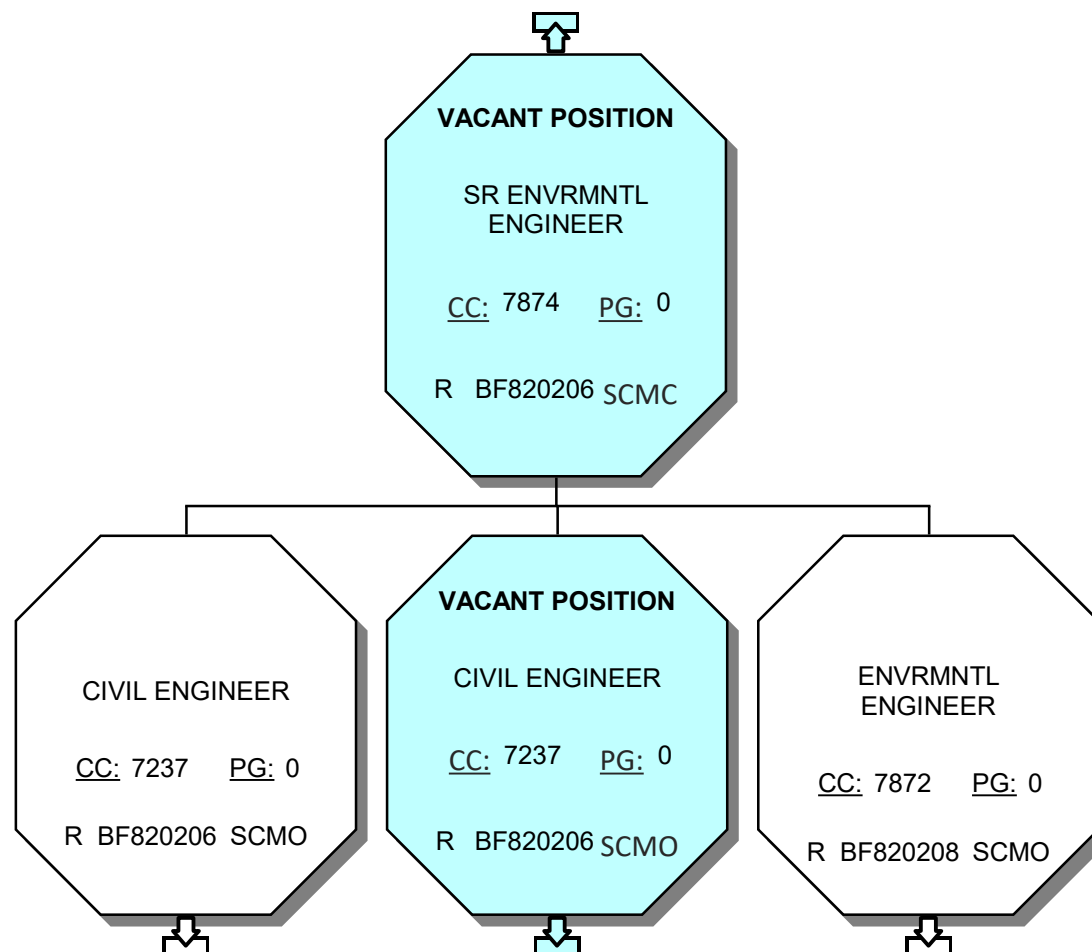 VACANT POSITION
SR ENVRMNTL
ENGINEER
CC: 7874 PG: 0
R BF820206 SCMC
CIVIL ENGINEER
CC: 7237 PG: 0
R BF820206 SCMO
VACANT POSITION
CIVIL ENGINEER
CC: 7237 PG: 0
R BF820206 SCMO
ENVRMNTL
ENGINEER
CC: 7872 PG: 0
R BF820208 SCMO